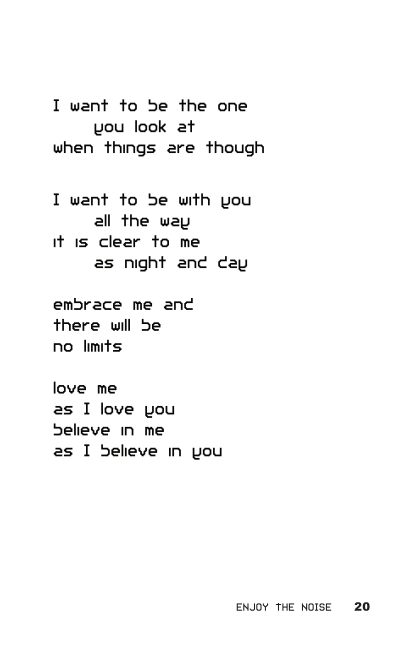 I want to be the one
you look at
when things are though
I want to be with you
all the way
it is clear to me
as night and day
embrace me and
there will be
no limits
love me
as I love you
believe in me
as I believe in you
ENJOY THE NOISE 20